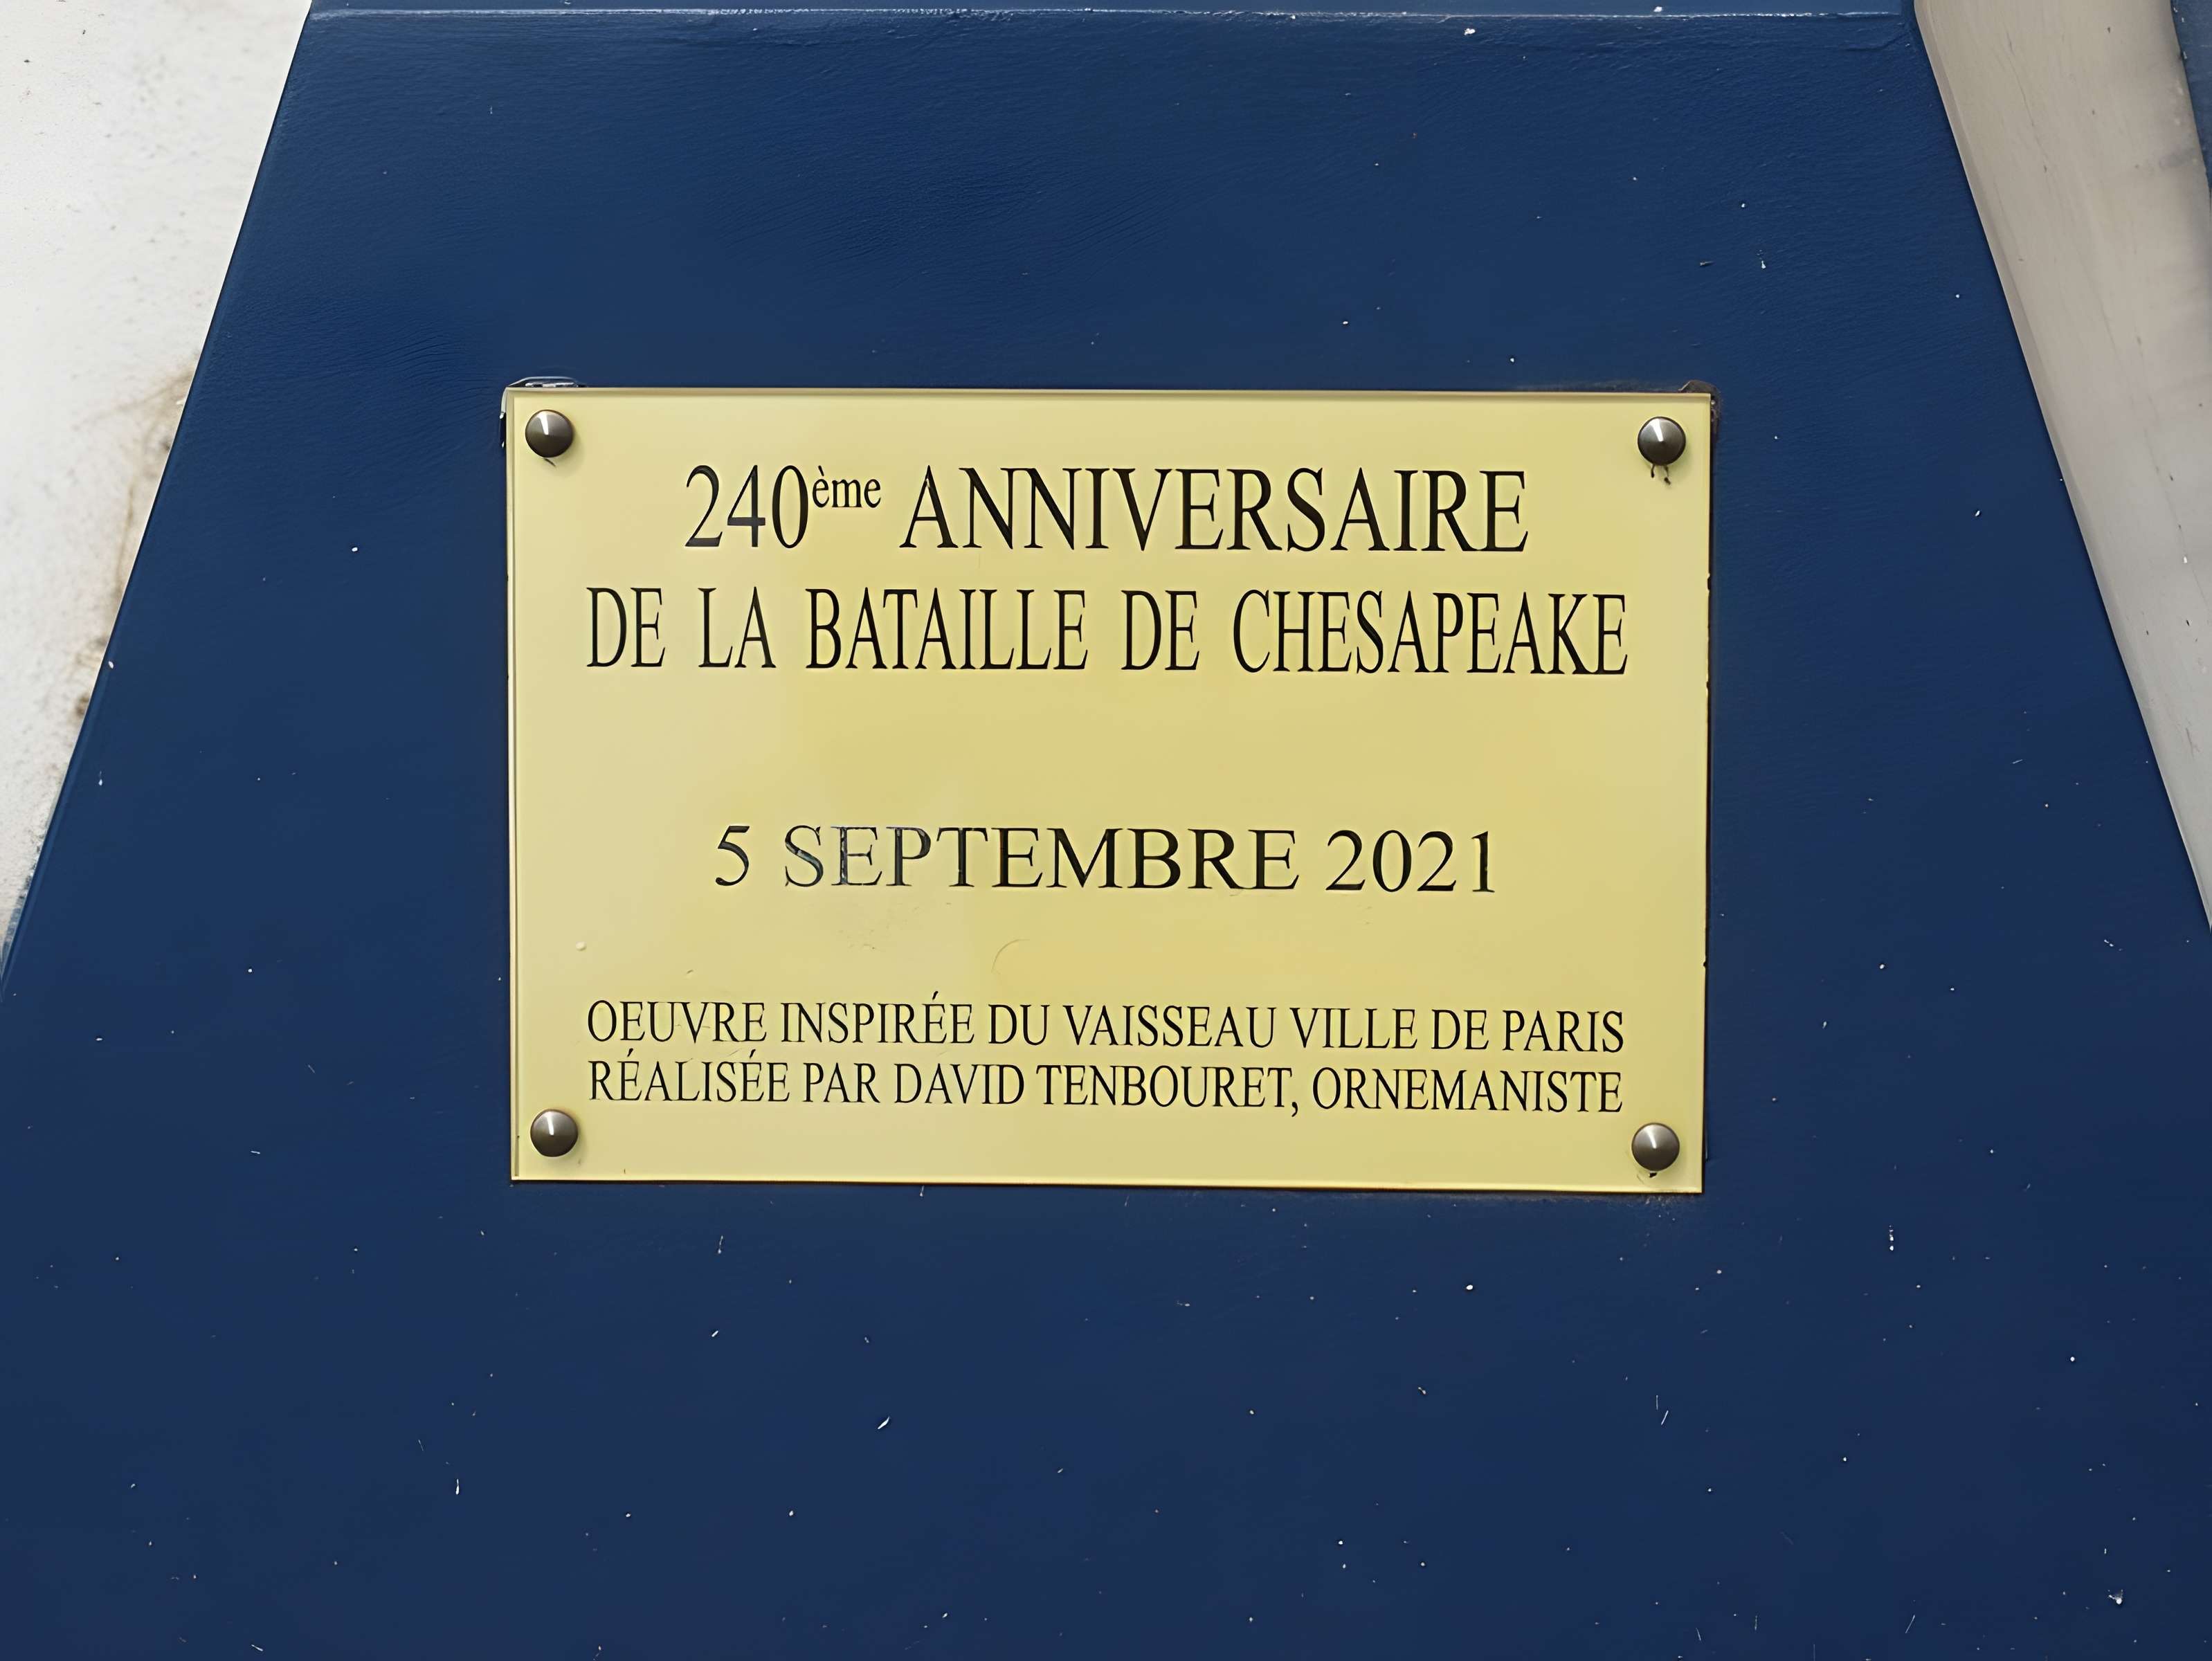 240ème ANNIVERSAIRE
DE LA BATAILLE DE CHESAPEAKE
5 SEPTEMBRE 2021
OEUVRE INSPIRÉE DU VAISSEAU VILLE DE PARIS
RÉALISÉE PAR DAVID TENBOURET, ORNEMANISTE